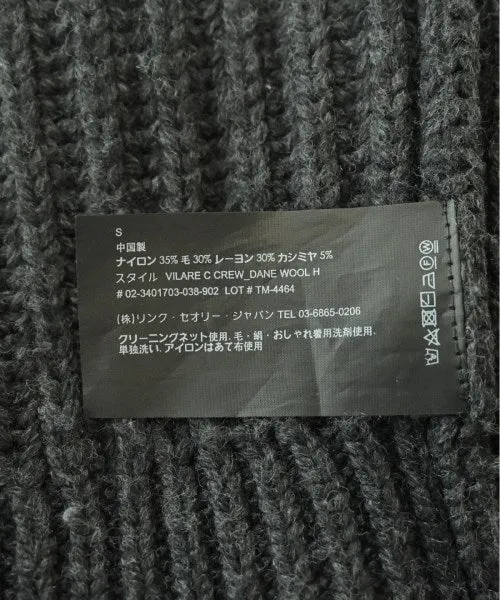 S
中国製
ナイロン 35% 毛 30% レーヨン 30% カシミヤ 5%
スタイル VILARE C CREW_DANE WOOL H
# 02-3401703-038-902 LOT # TM-4464
(株)リンク・セオリー・ジャパン TEL 03-6865-0206
クリーニングネット使用. 毛・絹・おしゃれ着用洗剤使用.
単独洗い. アイロンはあて布使用